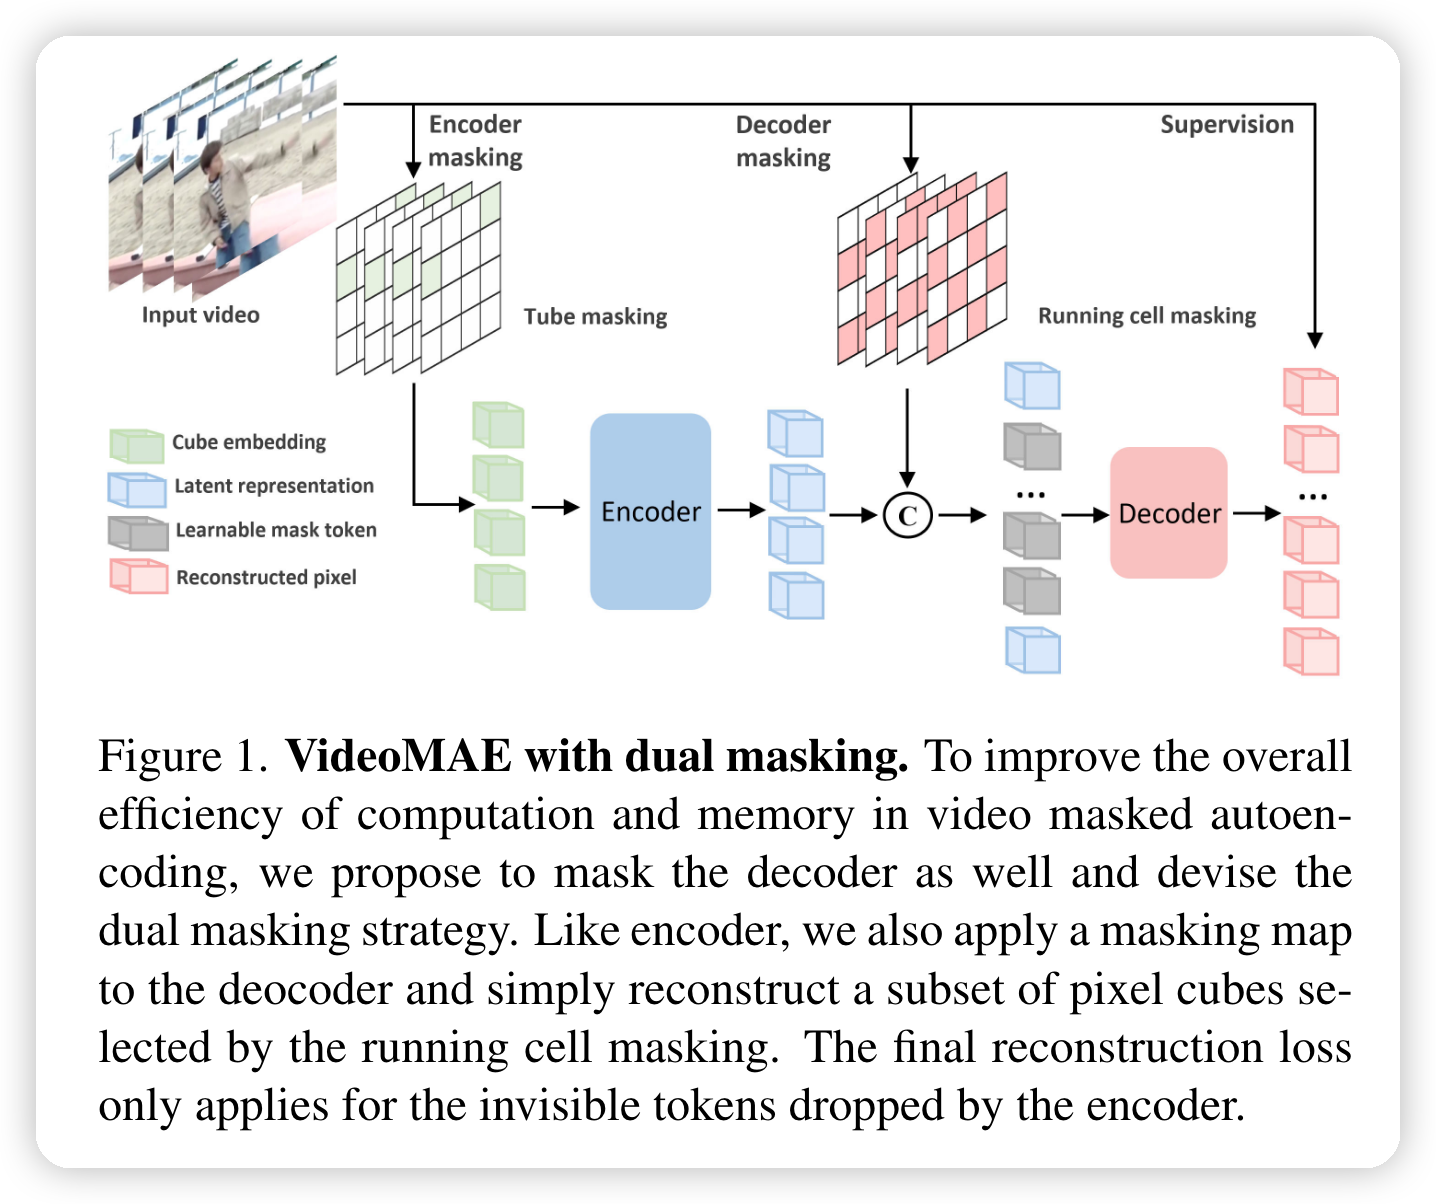 Encoder
masking
Decoder
masking
Supervision
Input video
Tube masking
Running cell masking
Cube embedding
Latent representation
Learnable mask token
Reconstructed pixel
Encoder
C
...
Decoder
...
Figure 1. VideoMAE with dual masking. To improve the overall
efficiency of computation and memory in video masked autoen-
coding, we propose to mask the decoder as well and devise the
dual masking strategy. Like encoder, we also apply a masking map
to the deocoder and simply reconstruct a subset of pixel cubes se-
lected by the running cell masking. The final reconstruction loss
only applies for the invisible tokens dropped by the encoder.